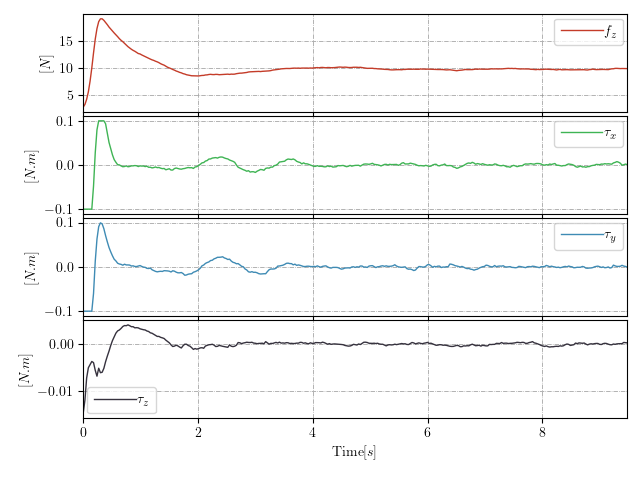 15
10
5
[N]
f_z
0.1
0.0
−0.1
[N.m]
τ_x
0.1
0.0
−0.1
[N.m]
τ_y
0.00
−0.01
[N.m]
τ_z
0 2 4 6 8
Time[s]